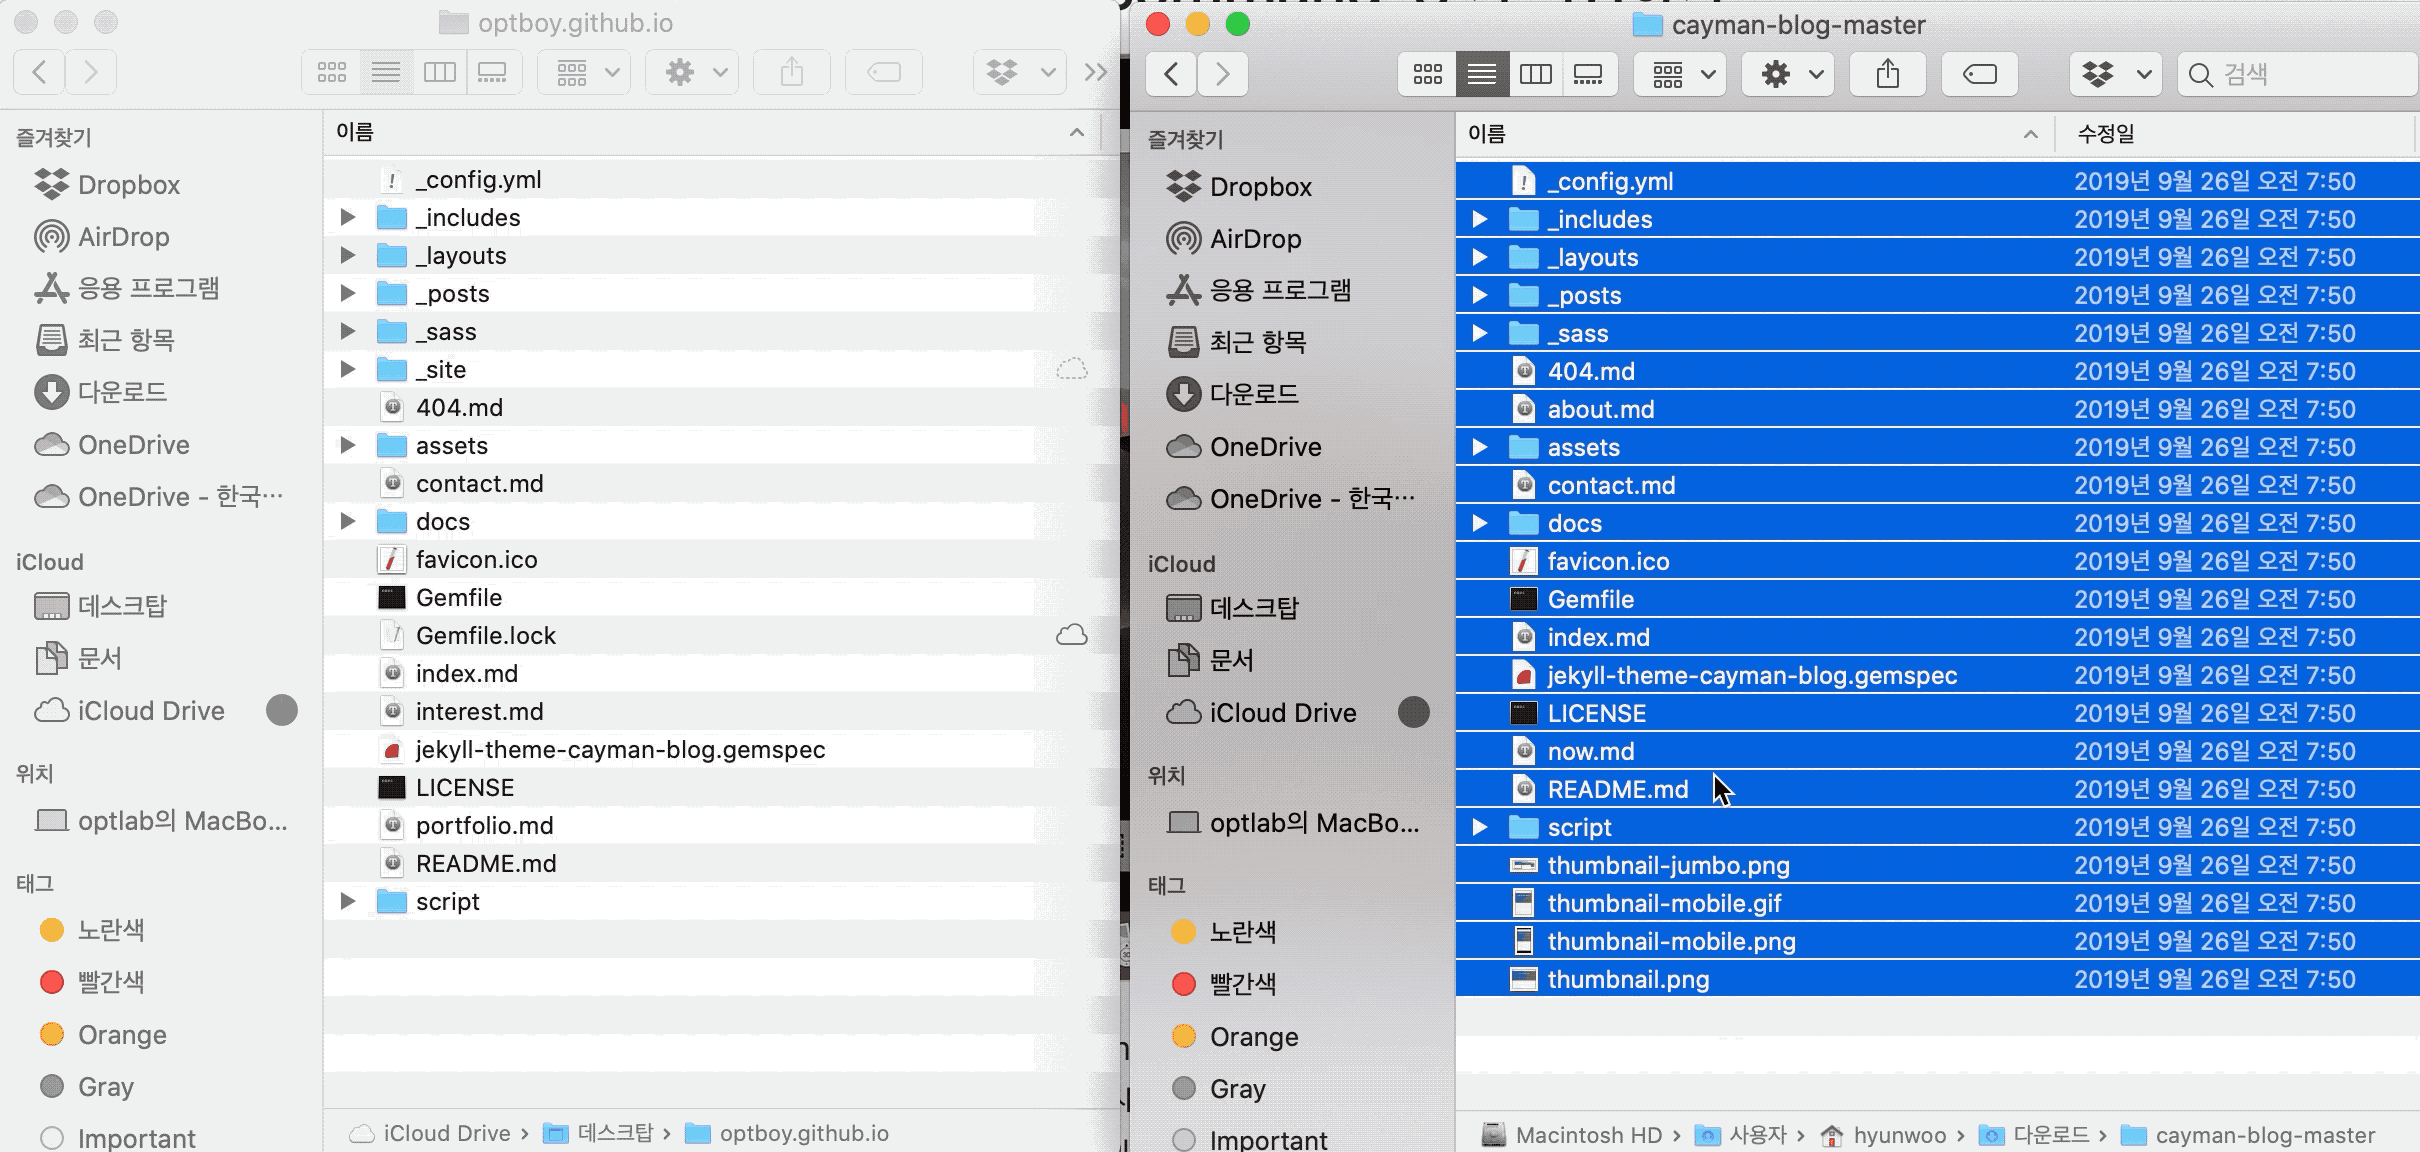 optboy.github.io
즐겨찾기
Dropbox
AirDrop
응용 프로그램
최근 항목
다운로드
OneDrive
OneDrive - 한국…
iCloud
데스크탑
문서
iCloud Drive
위치
optlab의 MacBo...
태그
노란색
빨간색
Orange
Gray
Important
이름
_config.yml
_includes
_layouts
_posts
_sass
_site
404.md
assets
contact.md
docs
favicon.ico
Gemfile
Gemfile.lock
index.md
interest.md
jekyll-theme-cayman-blog.gemspec
LICENSE
portfolio.md
README.md
script
iCloud Drive › 데스크탑 › optboy.github.io
cayman-blog-master
검색
즐겨찾기
Dropbox
AirDrop
응용 프로그램
최근 항목
다운로드
OneDrive
OneDrive - 한국…
iCloud
데스크탑
문서
iCloud Drive
위치
optlab의 MacBo...
태그
노란색
빨간색
Orange
Gray
Important
이름 수정일
_config.yml 2019년 9월 26일 오전 7:50
_includes 2019년 9월 26일 오전 7:50
_layouts 2019년 9월 26일 오전 7:50
_posts 2019년 9월 26일 오전 7:50
_sass 2019년 9월 26일 오전 7:50
404.md 2019년 9월 26일 오전 7:50
about.md 2019년 9월 26일 오전 7:50
assets 2019년 9월 26일 오전 7:50
contact.md 2019년 9월 26일 오전 7:50
docs 2019년 9월 26일 오전 7:50
favicon.ico 2019년 9월 26일 오전 7:50
Gemfile 2019년 9월 26일 오전 7:50
index.md 2019년 9월 26일 오전 7:50
jekyll-theme-cayman-blog.gemspec 2019년 9월 26일 오전 7:50
LICENSE 2019년 9월 26일 오전 7:50
now.md 2019년 9월 26일 오전 7:50
README.md 2019년 9월 26일 오전 7:50
script 2019년 9월 26일 오전 7:50
thumbnail-jumbo.png 2019년 9월 26일 오전 7:50
thumbnail-mobile.gif 2019년 9월 26일 오전 7:50
thumbnail-mobile.png 2019년 9월 26일 오전 7:50
thumbnail.png 2019년 9월 26일 오전 7:50
Macintosh HD › 사용자 › hyunwoo › 다운로드 › cayman-blog-master